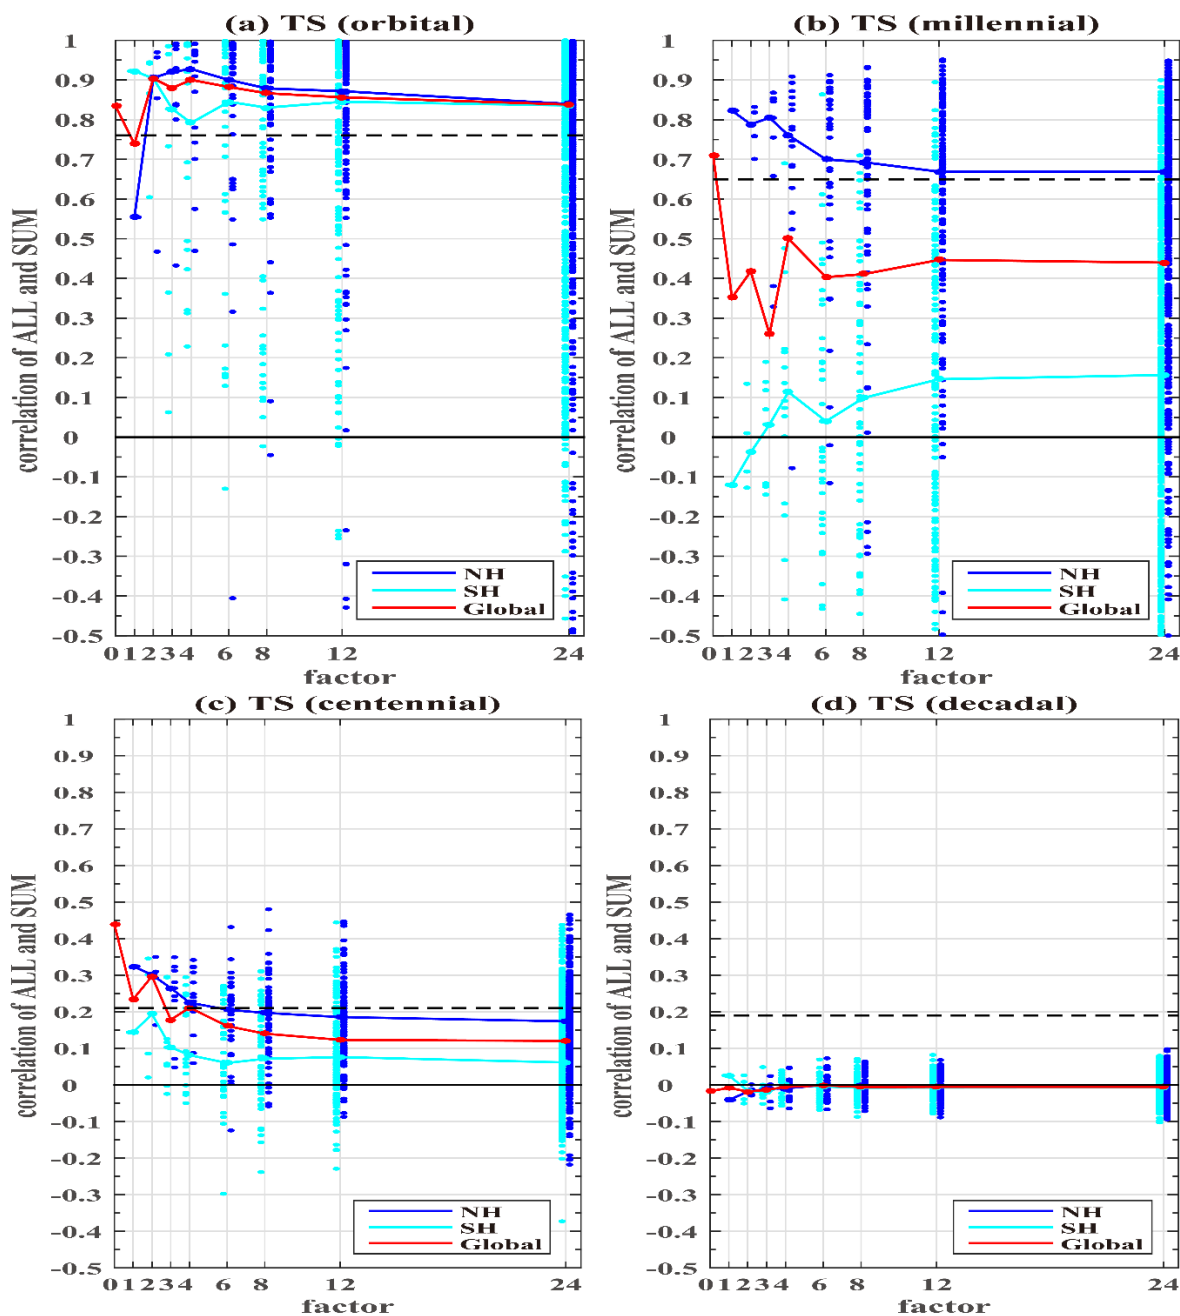 (a) TS (orbital)
1
0.9
0.8
0.7
0.6
0.5
0.4
0.3
0.2
0.1
0
-0.1
-0.2
-0.3
-0.4
-0.5
correlation of ALL and SUM
NH
SH
Global
0 1 2 3 4 6 8 12 24
factor
(b) TS (millennial)
1
0.9
0.8
0.7
0.6
0.5
0.4
0.3
0.2
0.1
0
-0.1
-0.2
-0.3
-0.4
-0.5
correlation of ALL and SUM
NH
SH
Global
0 1 2 3 4 6 8 12 24
factor
(c) TS (centennial)
1
0.9
0.8
0.7
0.6
0.5
0.4
0.3
0.2
0.1
0
-0.1
-0.2
-0.3
-0.4
-0.5
correlation of ALL and SUM
NH
SH
Global
0 1 2 3 4 6 8 12 24
factor
(d) TS (decadal)
1
0.9
0.8
0.7
0.6
0.5
0.4
0.3
0.2
0.1
0
-0.1
-0.2
-0.3
-0.4
-0.5
correlation of ALL and SUM
NH
SH
Global
0 1 2 3 4 6 8 12 24
factor